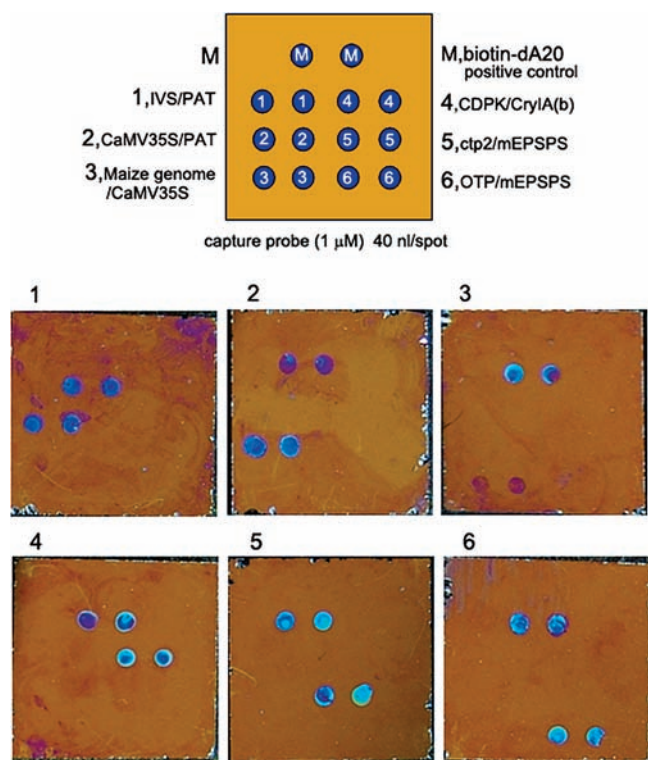 M
M
M
M,biotin-dA20
positive control
1,IVS/PAT
1
1
4
4
4,CDPK/CryIA(b)
2,CaMV35S/PAT
2
2
5
5
5,ctp2/mEPSPS
3,Maize genome
/CaMV35S
3
3
6
6
6,OTP/mEPSPS
capture probe (1 μM) 40 nl/spot
1
2
3
4
5
6